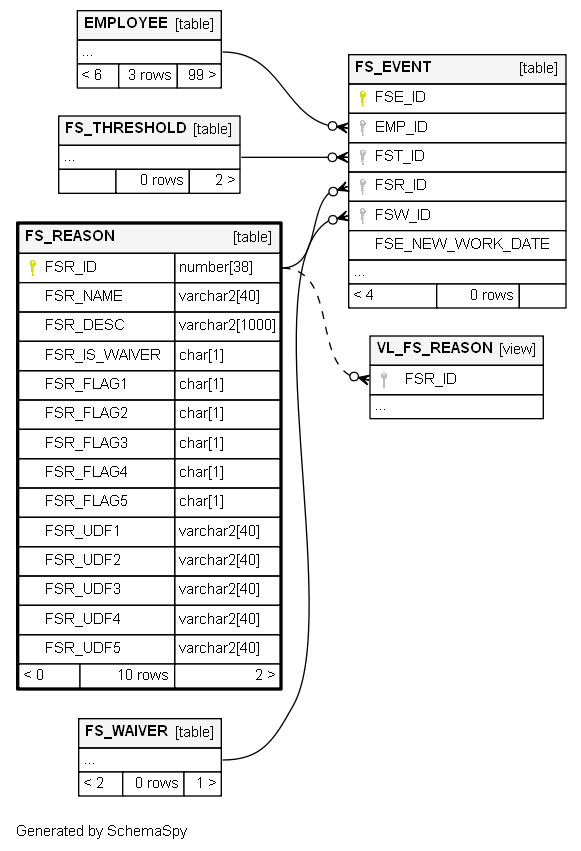 EMPLOYEE [table]
...
< 6 3 rows 99 >
FS_THRESHOLD [table]
...
0 rows 2 >
FS_REASON [table]
FSR_ID number[38]
FSR_NAME varchar2[40]
FSR_DESC varchar2[1000]
FSR_IS_WAIVER char[1]
FSR_FLAG1 char[1]
FSR_FLAG2 char[1]
FSR_FLAG3 char[1]
FSR_FLAG4 char[1]
FSR_FLAG5 char[1]
FSR_UDF1 varchar2[40]
FSR_UDF2 varchar2[40]
FSR_UDF3 varchar2[40]
FSR_UDF4 varchar2[40]
FSR_UDF5 varchar2[40]
< 0 10 rows 2 >
FS_WAIVER [table]
...
< 2 0 rows 1 >
FS_EVENT [table]
FSE_ID
EMP_ID
FST_ID
FSR_ID
FSW_ID
FSE_NEW_WORK_DATE
...
< 4 0 rows
VL_FS_REASON [view]
FSR_ID
...
Generated by SchemaSpy